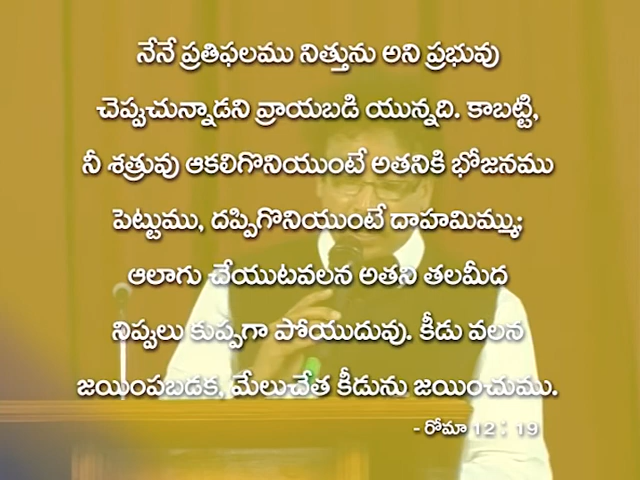 నేనే ప్రతిఫలము నిత్తును అని ప్రభువు
చెప్పుచున్నాడని వ్రాయబడి యున్నది. కాబట్టి,
నీ శత్రువు ఆకలిగొనియుంటే అతనికి భోజనము
పెట్టుము, దప్పిగొనియుంటే దాహమిమ్ము;
ఆలాగు చేయుటవలన అతని తలమీద
నిప్పులు కుప్పగా పోయుదువు. కీడు వలన
జయింపబడక, మేలుచేత కీడును జయించుము.
- రోమా 12 : 19